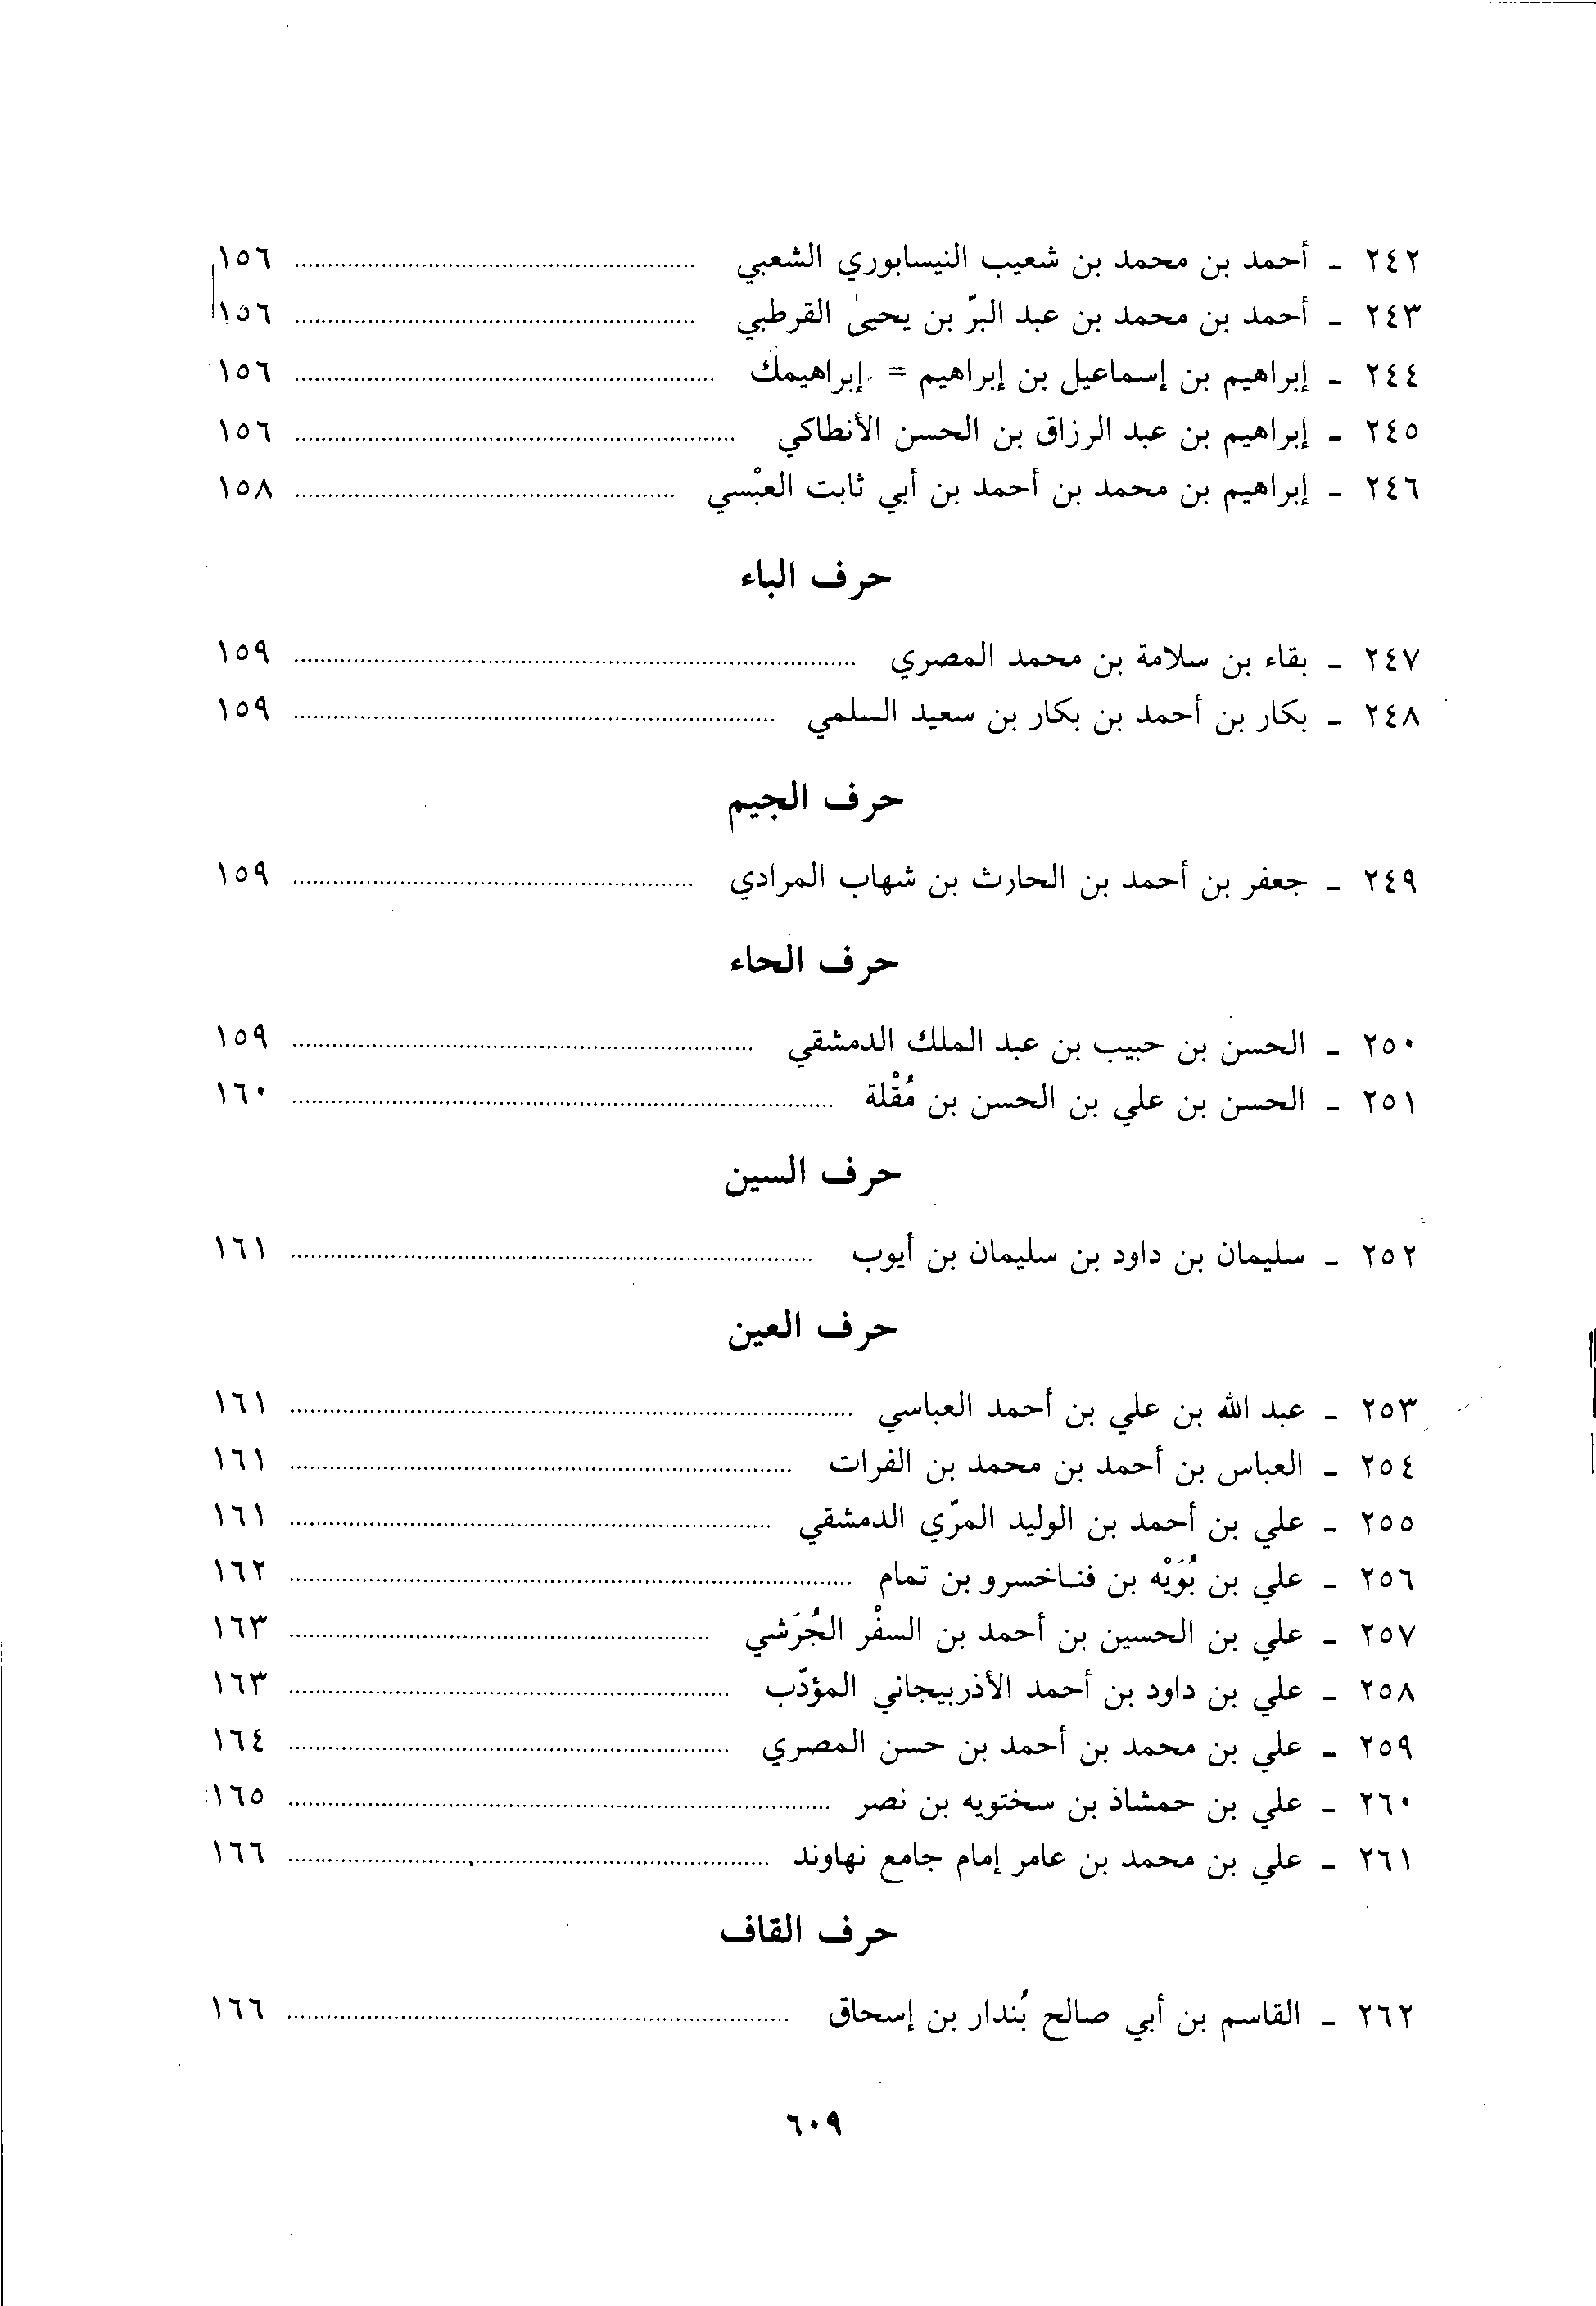 ٢٤٢ - أحمد بن محمد بن شعيب النيسابوري الشعبي ........ ١٥٦
٢٤٣ - أحمد بن محمد بن عبد البرّ بن يحيىٰ القرطبي ........ ١٥٦
٢٤٤ - إبراهيم بن إسماعيل بن إبراهيم = إبراهيمك ........ ١٥٦
٢٤٥ - إبراهيم بن عبد الرزاق بن الحسن الأنطاكي ........ ١٥٦
٢٤٦ - إبراهيم بن محمد بن أحمد بن أبي ثابت العبْسي ........ ١٥٨
حرف الباء
٢٤٧ - بقاء بن سلامة بن محمد المصري ........ ١٥٩
٢٤٨ - بكار بن أحمد بن بكار بن سعيد السلمي ........ ١٥٩
حرف الجيم
٢٤٩ - جعفر بن أحمد بن الحارث بن شهاب المرادي ........ ١٥٩
حرف الحاء
٢٥٠ - الحسن بن حبيب بن عبد الملك الدمشقي ........ ١٥٩
٢٥١ - الحسن بن علي بن الحسن بن مُقْلة ........ ١٦٠
حرف السين
٢٥٢ - سليمان بن داود بن سليمان بن أيوب ........ ١٦١
حرف العين
٢٥٣ - عبد الله بن علي بن أحمد العباسي ........ ١٦١
٢٥٤ - العباس بن أحمد بن محمد بن الفرات ........ ١٦١
٢٥٥ - علي بن أحمد بن الوليد المرّي الدمشقي ........ ١٦١
٢٥٦ - علي بن بُوَيْه بن فناخسرو بن تمام ........ ١٦٢
٢٥٧ - علي بن الحسين بن أحمد بن السفْر الجُرَشي ........ ١٦٣
٢٥٨ - علي بن داود بن أحمد الأذربيجاني المؤدّب ........ ١٦٣
٢٥٩ - علي بن محمد بن أحمد بن حسن المصري ........ ١٦٤
٢٦٠ - علي بن حمشاذ بن سختويه بن نصر ........ ١٦٥
٢٦١ - علي بن محمد بن عامر إمام جامع نهاوند ........ ١٦٦
حرف القاف
٢٦٢ - القاسم بن أبي صالح بُندار بن إسحاق ........ ١٦٦
٦٠٩